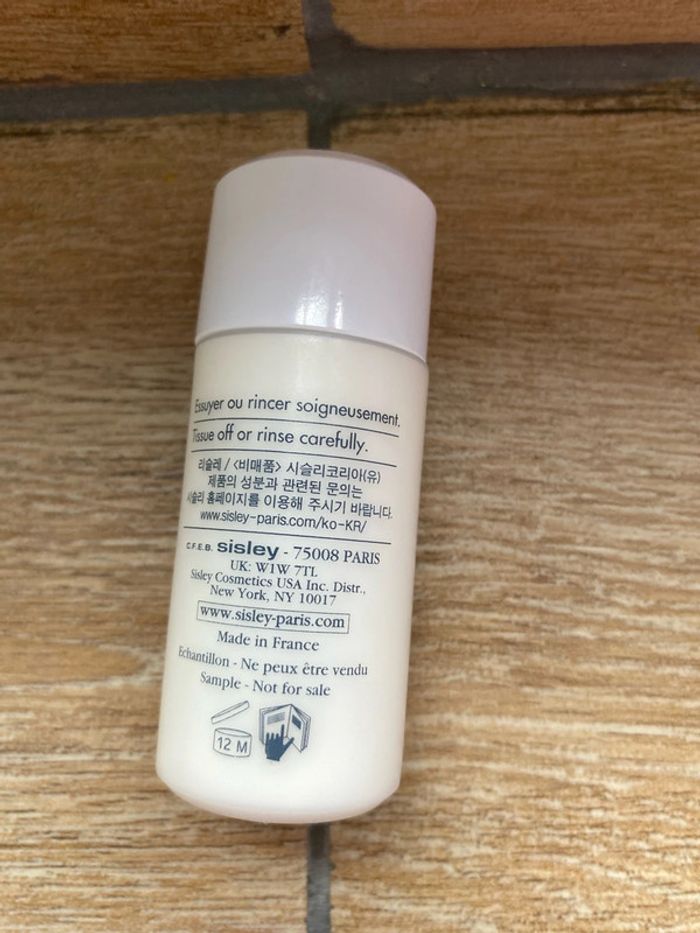 Essuyer ou rincer soigneusement.
Tissue off or rinse carefully.
리슬레 / <비매품> 시슬리코리아(유)
제품의 성분과 관련된 문의는
시슬리 홈페이지를 이용해 주시기 바랍니다.
www.sisley-paris.com/ko-KR/
C.F.E.B. sisley - 75008 PARIS
UK: W1W 7TL
Sisley Cosmetics USA Inc. Distr.,
New York, NY 10017
www.sisley-paris.com
Made in France
Echantillon - Ne peux être vendu
Sample - Not for sale
12 M